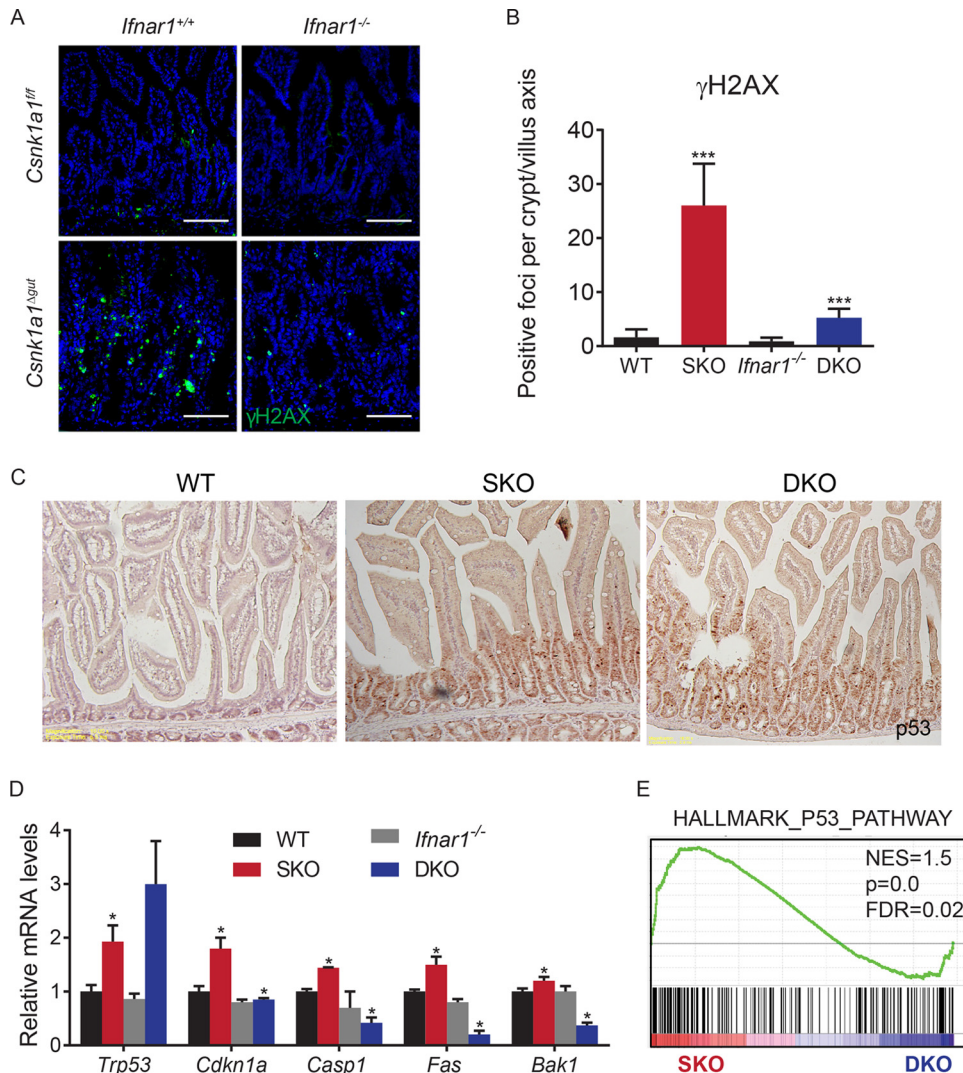 A
Ifnar1+/+
Ifnar1-/-
Csnk1a1f/f
Csnk1a1Δgut
γH2AX
B
γH2AX
Positive foci per crypt/villus axis
40
30
20
10
0
***
***
WT
SKO
Ifnar1-/-
DKO
C
WT
SKO
DKO
p53
D
Relative mRNA levels
4
3
2
1
0
WT
SKO
Ifnar1-/-
DKO
*
*
*
*
*
*
*
*
*
Trp53
Cdkn1a
Casp1
Fas
Bak1
E
HALLMARK_P53_PATHWAY
NES=1.5
p=0.0
FDR=0.02
SKO
DKO